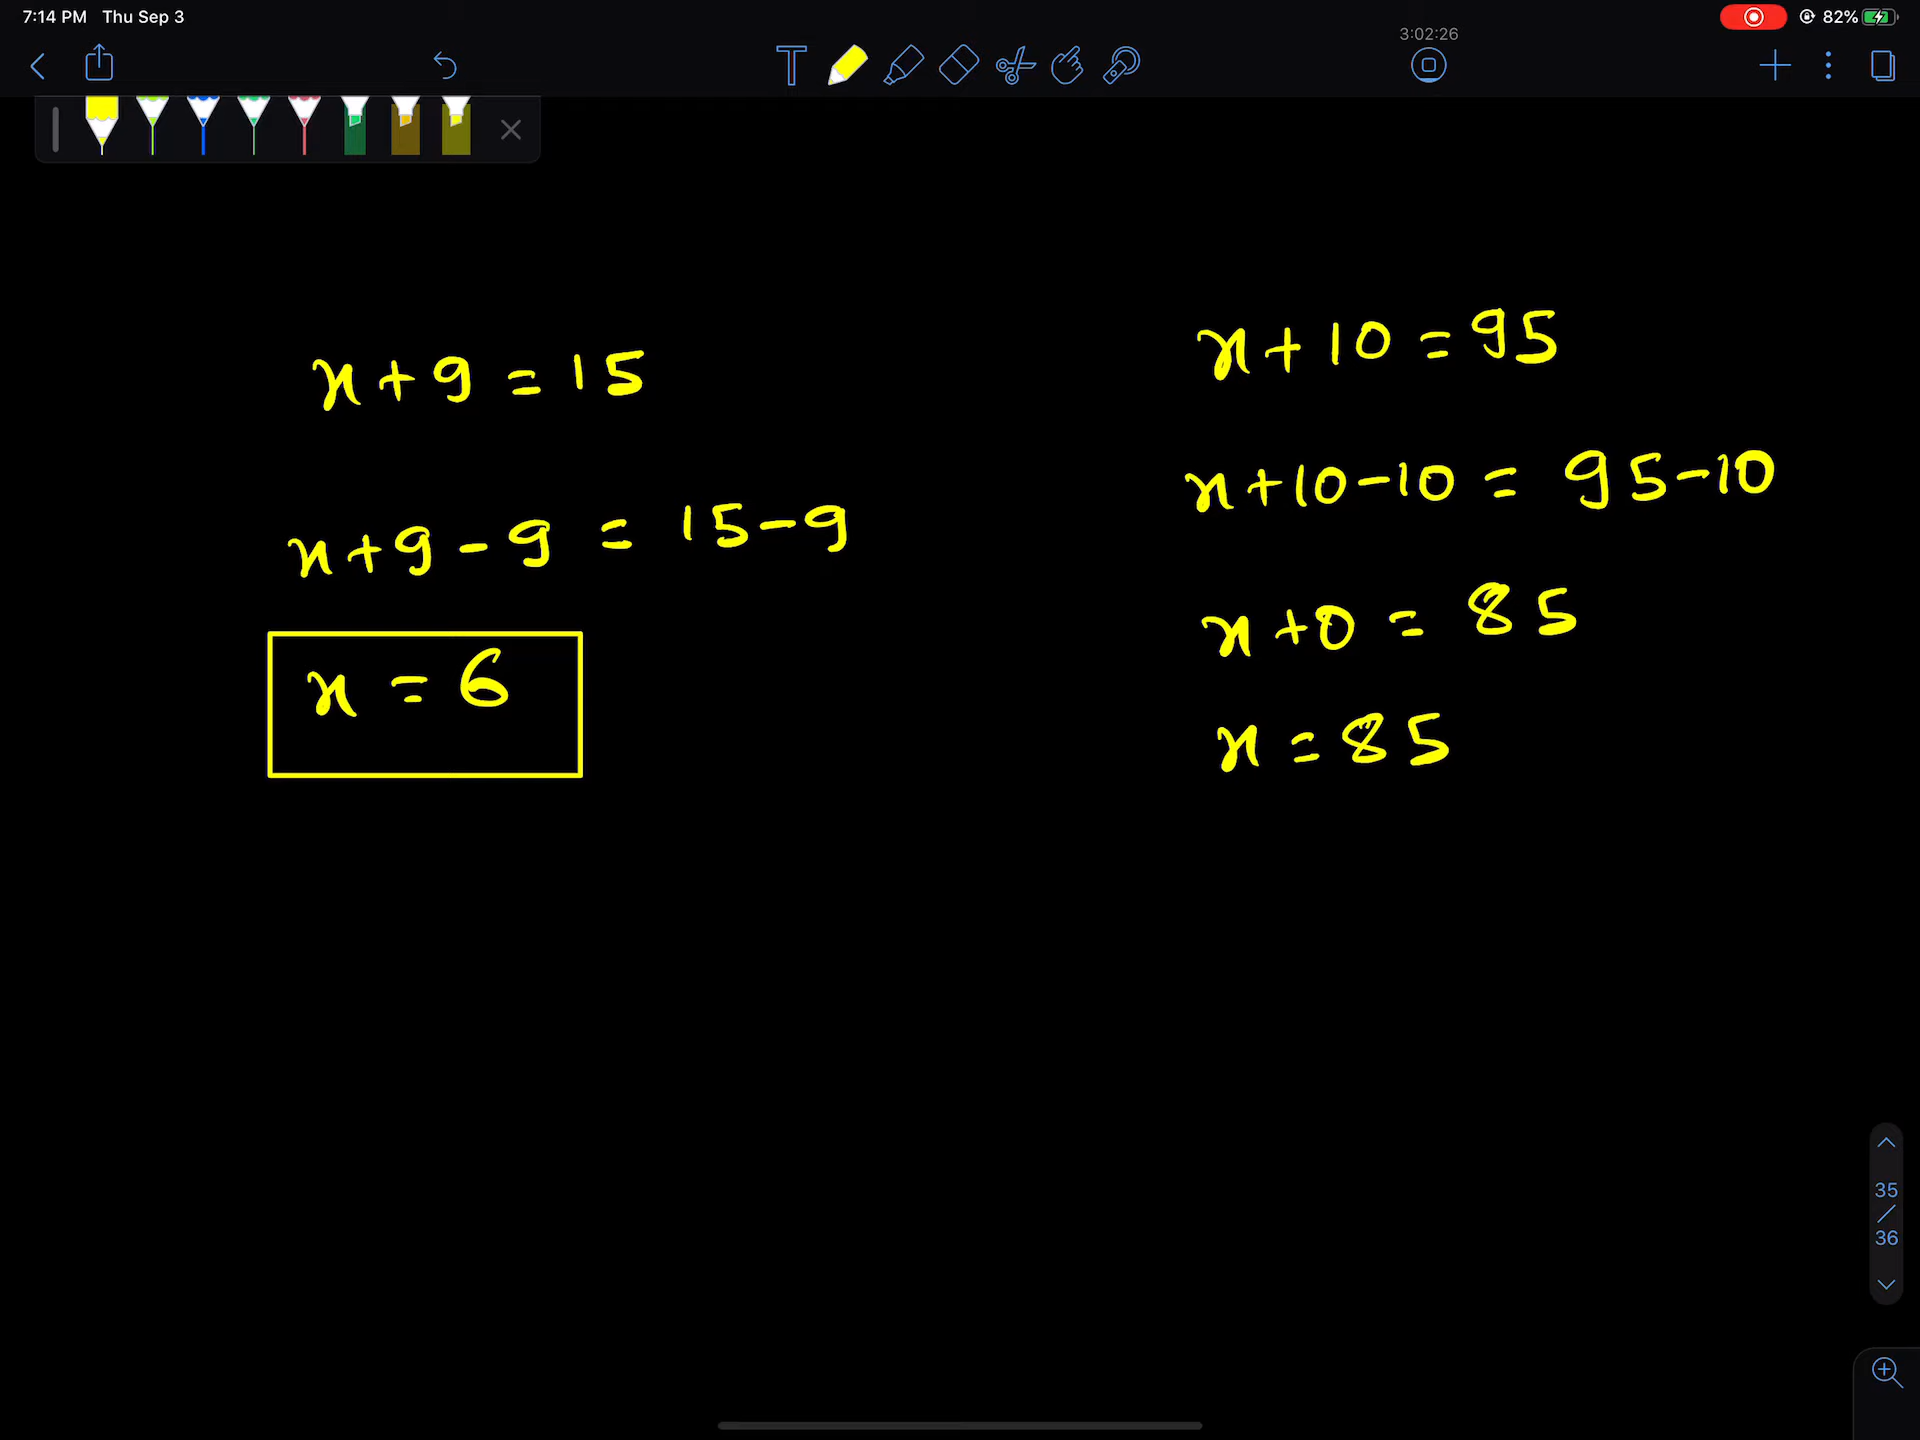 7:14 PM Thu Sep 3
82%
3:02:26
x + 9 = 15
x + 9 - 9 = 15 - 9
x = 6
x + 10 = 95
x + 10 - 10 = 95 - 10
x + 0 = 85
x = 85
35
/
36